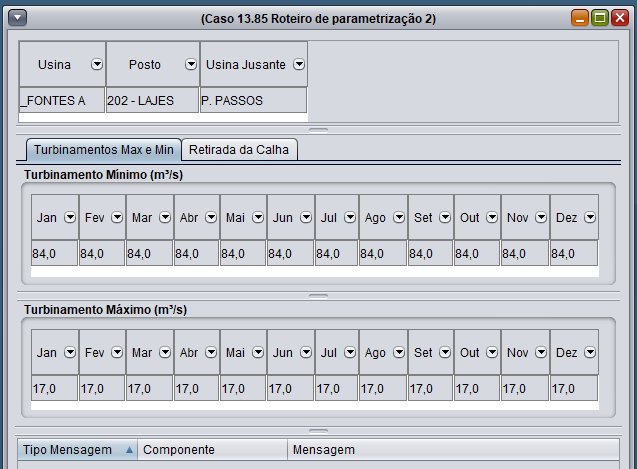 (Caso 13.85 Roteiro de parametrização 2)
Usina Posto Usina Jusante
_FONTES A 202 - LAJES P. PASSOS
Turbinamentos Max e Min Retirada da Calha
Turbinamento Mínimo (m³/s)
Jan Fev Mar Abr Mai Jun Jul Ago Set Out Nov Dez
84,0 84,0 84,0 84,0 84,0 84,0 84,0 84,0 84,0 84,0 84,0 84,0
Turbinamento Máximo (m³/s)
Jan Fev Mar Abr Mai Jun Jul Ago Set Out Nov Dez
17,0 17,0 17,0 17,0 17,0 17,0 17,0 17,0 17,0 17,0 17,0 17,0
Tipo Mensagem Componente Mensagem